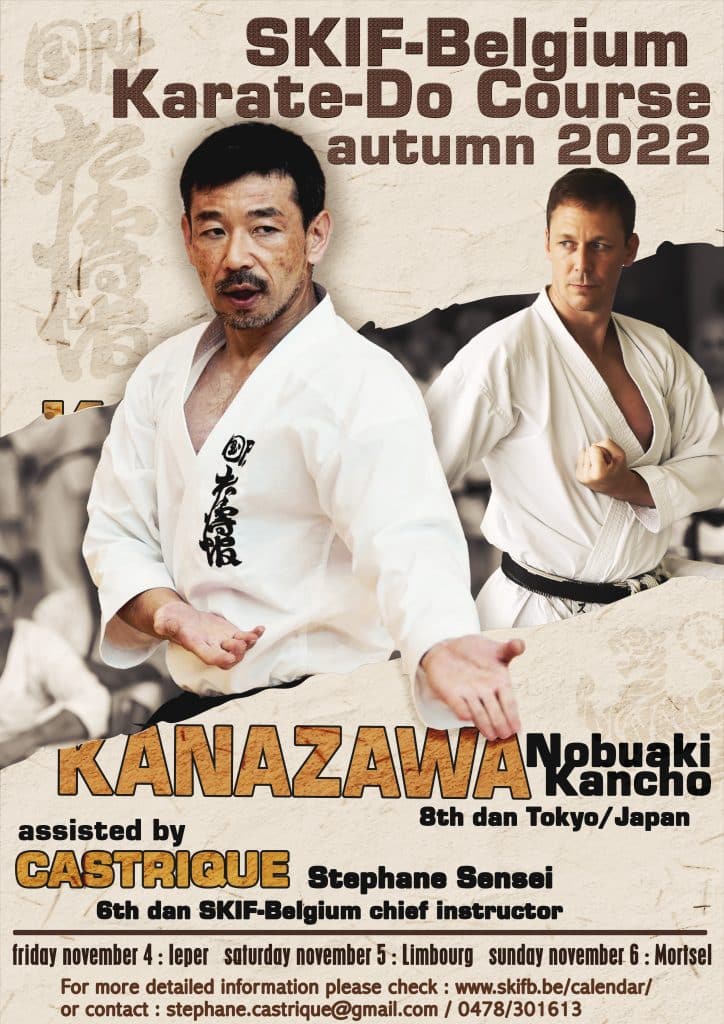 SKIF-Belgium
Karate-Do Course
autumn 2022
KANAZAWA Nobuaki
Kancho
8th dan Tokyo/Japan
assisted by
CASTRIQUE Stephane Sensei
6th dan SKIF-Belgium chief instructor
friday november 4 : Ieper saturday november 5 : Limbourg sunday november 6 : Mortsel
For more detailed information please check : www.skifb.be/calendar/
or contact : stephane.castrique@gmail.com / 0478/301613